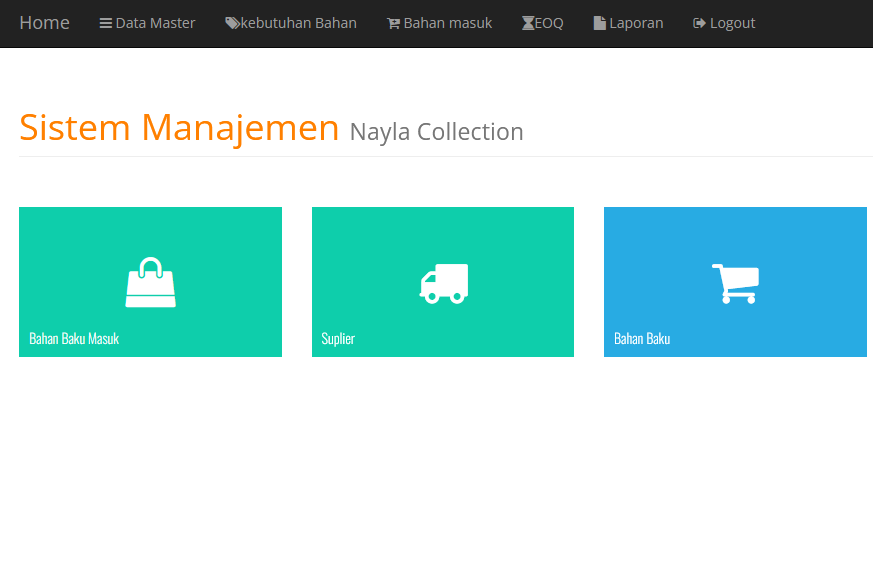 Home Data Master kebutuhan Bahan Bahan masuk EOQ Laporan Logout
Sistem Manajemen Nayla Collection
Bahan Baku Masuk
Suplier
Bahan Baku